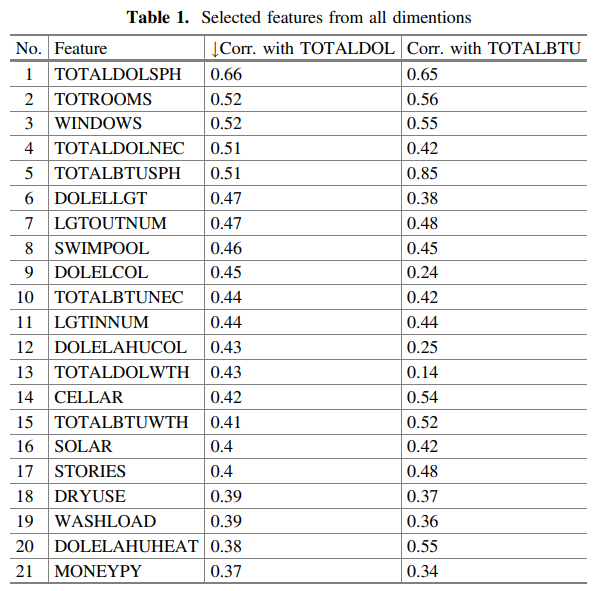 Table 1. Selected features from all dimentions
No. Feature ↓Corr. with TOTALDOL Corr. with TOTALBTU
1 TOTALDOLSPH 0.66 0.65
2 TOTROOMS 0.52 0.56
3 WINDOWS 0.52 0.55
4 TOTALDOLNEC 0.51 0.42
5 TOTALBTUSPH 0.51 0.85
6 DOLELLGT 0.47 0.38
7 LGTOUTNUM 0.47 0.48
8 SWIMPOOL 0.46 0.45
9 DOLELCOL 0.45 0.24
10 TOTALBTUNEC 0.44 0.42
11 LGTINNUM 0.44 0.44
12 DOLELAHUCOL 0.43 0.25
13 TOTALDOLWTH 0.43 0.14
14 CELLAR 0.42 0.54
15 TOTALBTUWTH 0.41 0.52
16 SOLAR 0.4 0.42
17 STORIES 0.4 0.48
18 DRYUSE 0.39 0.37
19 WASHLOAD 0.39 0.36
20 DOLELAHUHEAT 0.38 0.55
21 MONEYPY 0.37 0.34